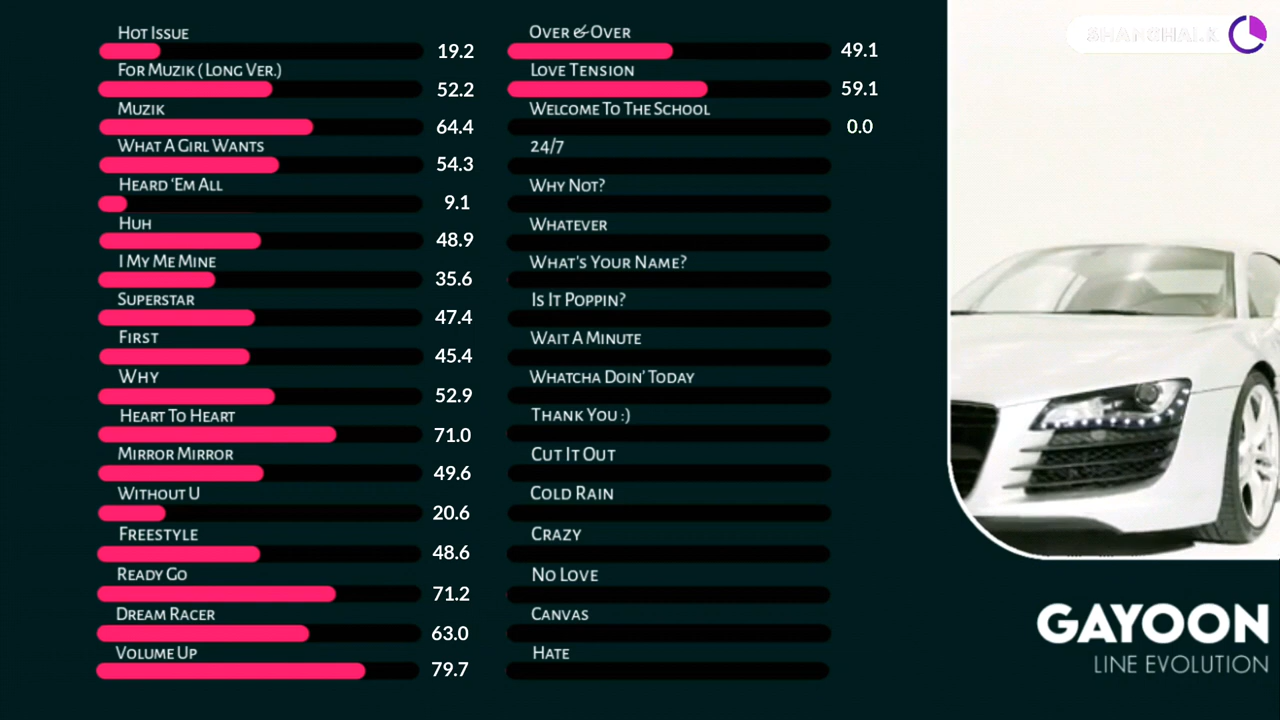 Hot Issue
19.2
For Muzik (Long Ver.)
52.2
Muzik
64.4
What A Girl Wants
54.3
Heard 'Em All
9.1
Huh
48.9
I My Me Mine
35.6
Superstar
47.4
First
45.4
Why
52.9
Heart To Heart
71.0
Mirror Mirror
49.6
Without U
20.6
Freestyle
48.6
Ready Go
71.2
Dream Racer
63.0
Volume Up
79.7
Over & Over
49.1
Love Tension
59.1
Welcome To The School
0.0
24/7
Why Not?
Whatever
What's Your Name?
Is It Poppin?
Wait A Minute
Whatcha Doin' Today
Thank You :)
Cut It Out
Cold Rain
Crazy
No Love
Canvas
Hate
GAYOON
LINE EVOLUTION